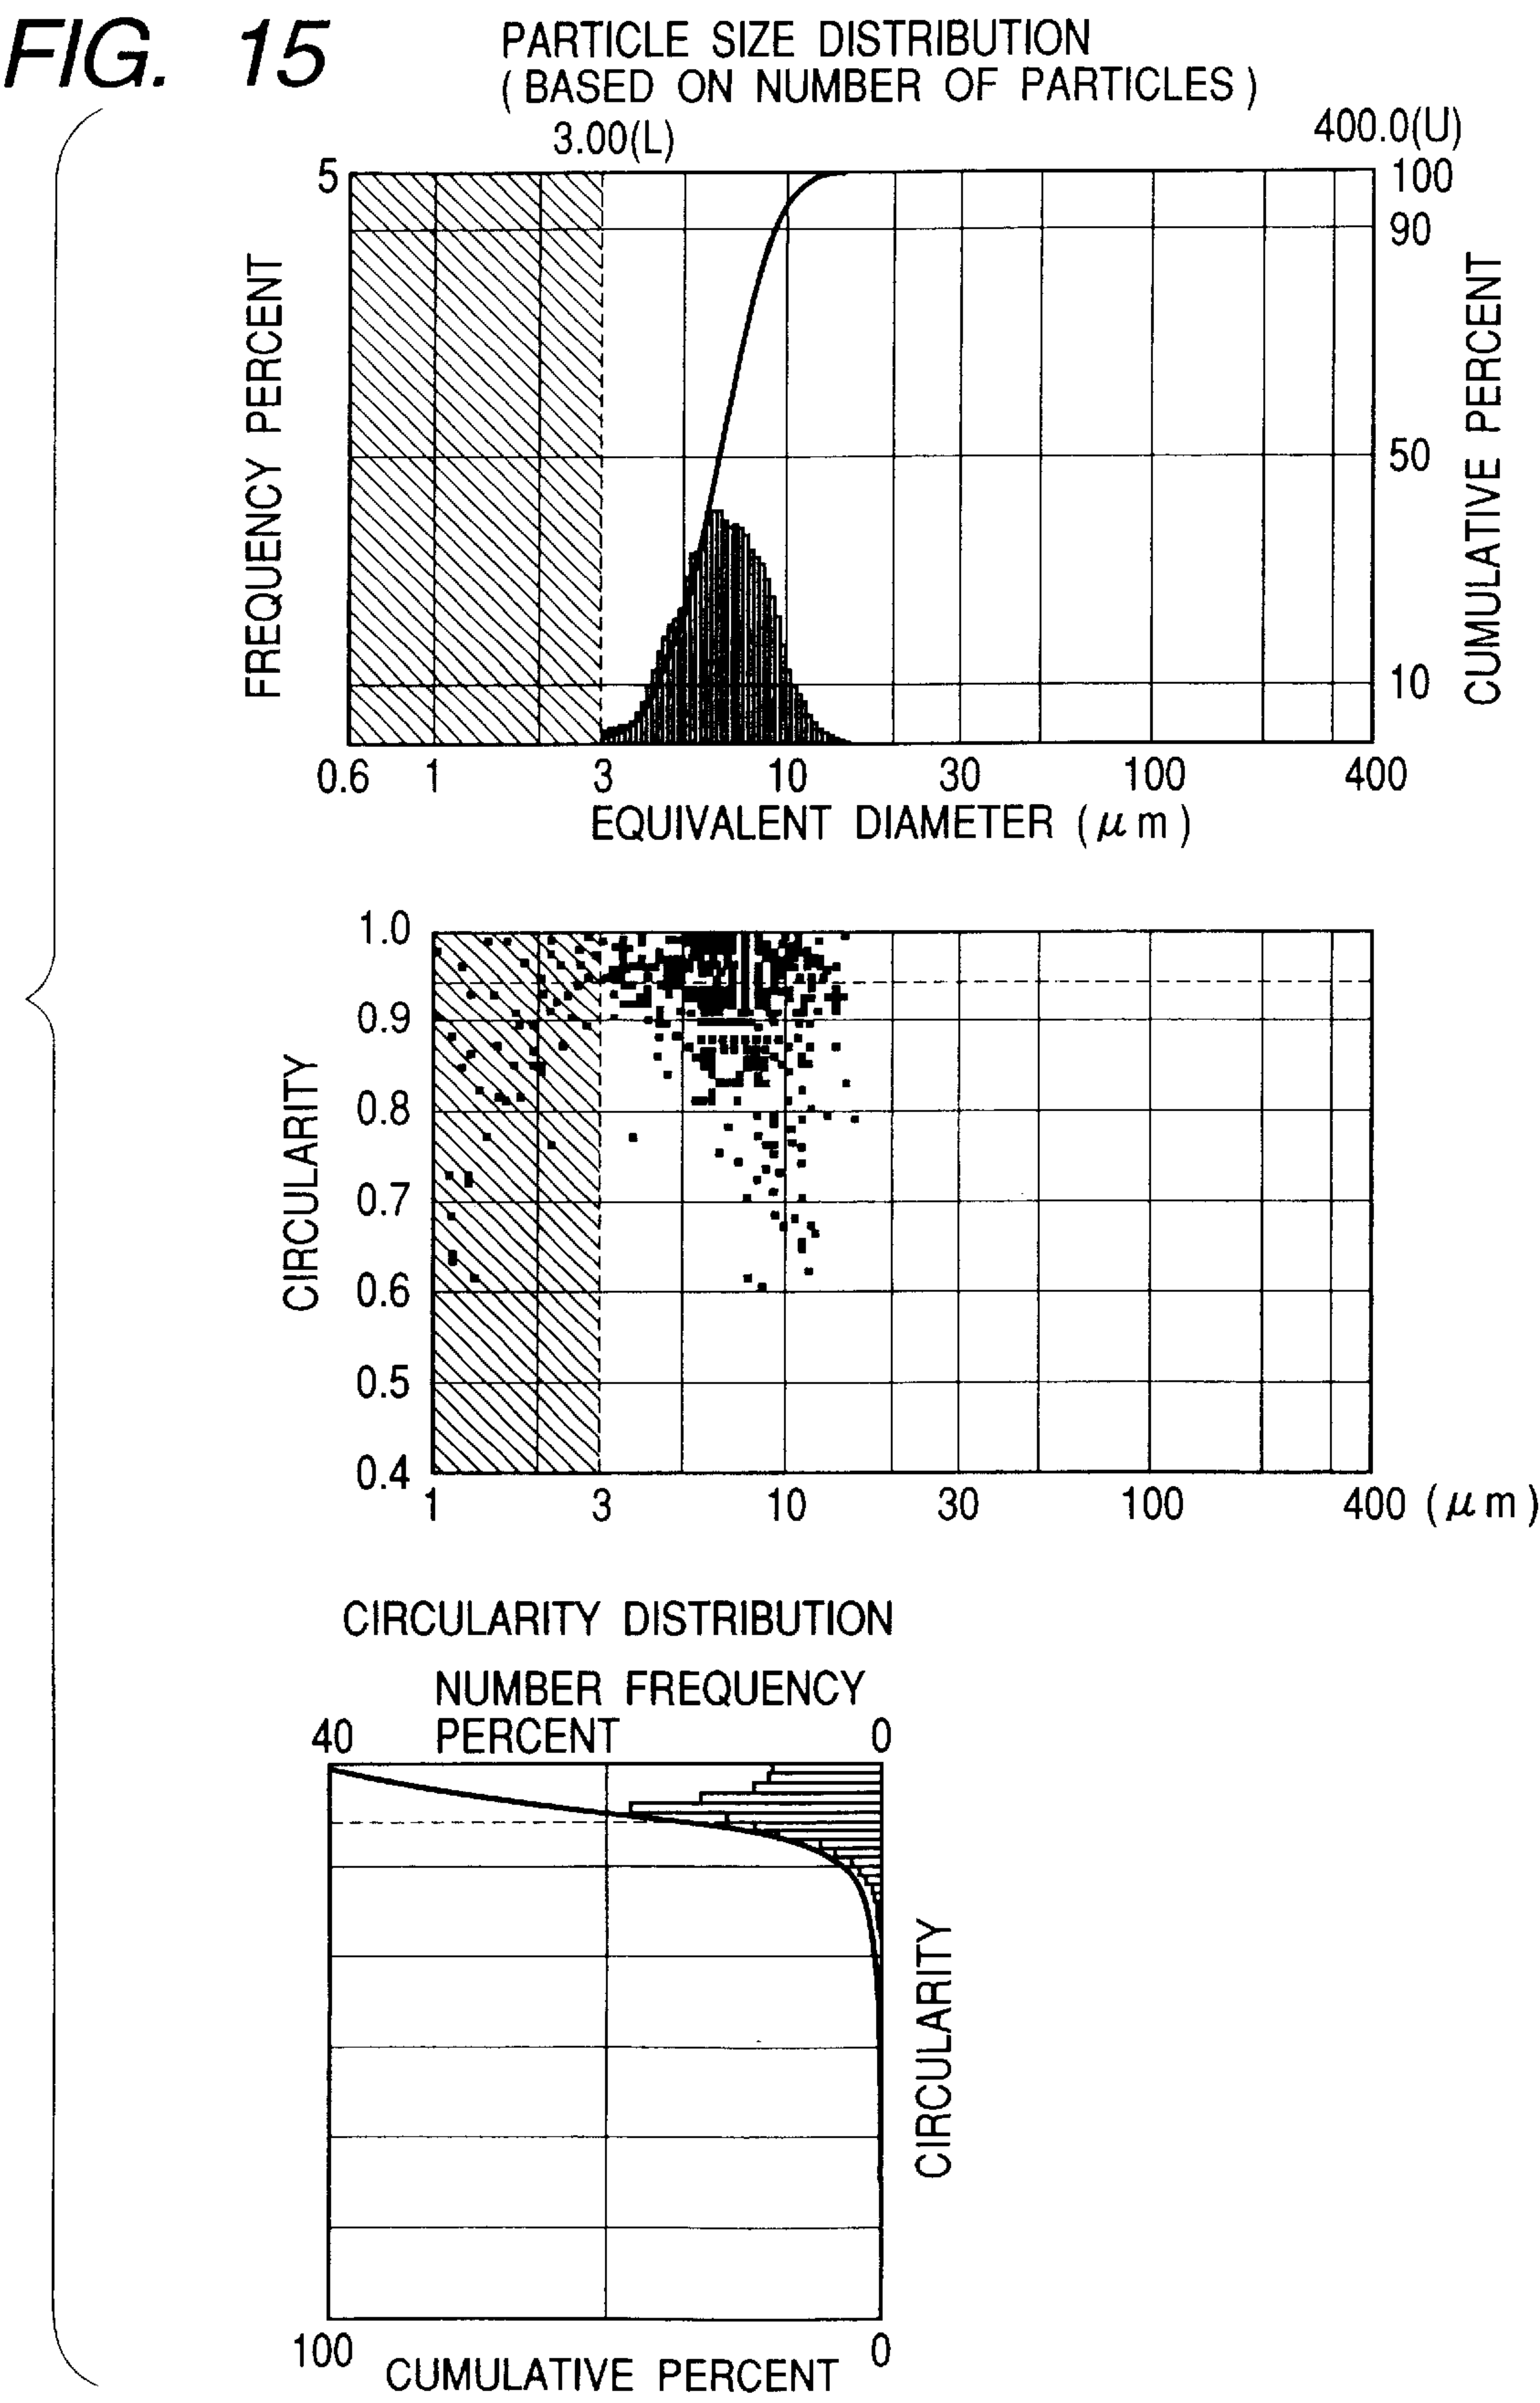 FIG. 15
PARTICLE SIZE DISTRIBUTION
(BASED ON NUMBER OF PARTICLES)
3.00(L)
400.0(U)
5
100
90
50
10
FREQUENCY PERCENT
CUMULATIVE PERCENT
0.6 1 3 10 30 100 400
EQUIVALENT DIAMETER (μm)
1.0
0.9
0.8
0.7
0.6
0.5
0.4
CIRCULARITY
1 3 10 30 100 400 (μm)
CIRCULARITY DISTRIBUTION
NUMBER FREQUENCY
40 PERCENT 0
CIRCULARITY
100 CUMULATIVE PERCENT 0